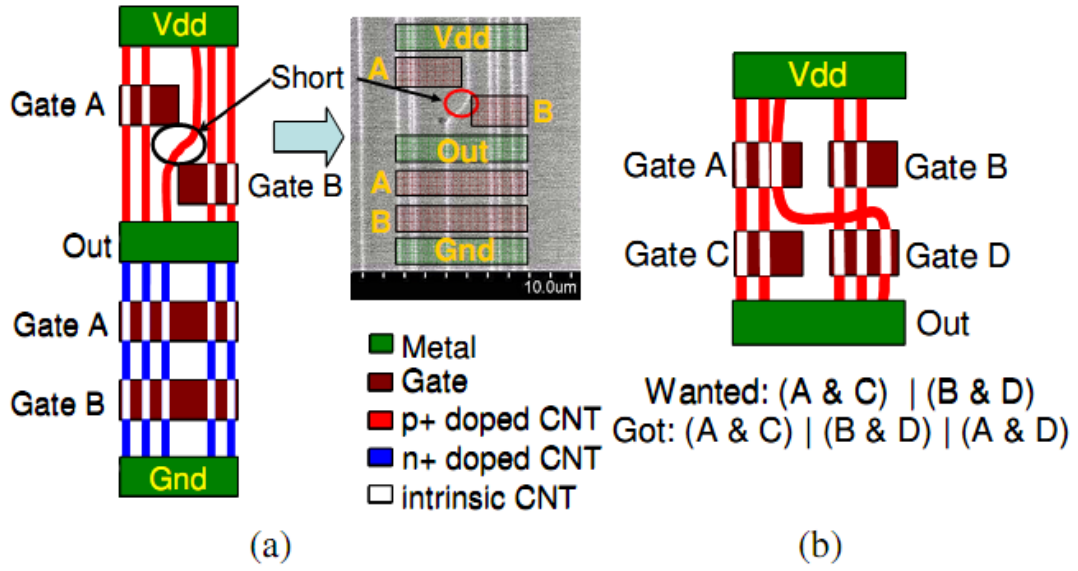 Vdd
Gate A
Short
Gate B
Out
Gate A
Gate B
Gnd
Vdd
A
B
Out
A
B
Gnd
10.0um
Metal
Gate
p+ doped CNT
n+ doped CNT
intrinsic CNT
(a)
Vdd
Gate A
Gate B
Gate C
Gate D
Out
Wanted: (A & C) | (B & D)
Got: (A & C) | (B & D) | (A & D)
(b)